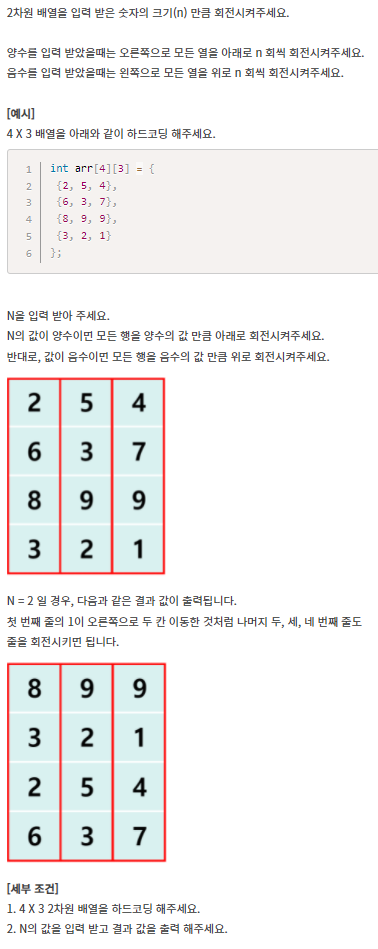 2차원 배열을 입력 받은 숫자의 크기(n) 만큼 회전시켜주세요.
양수를 입력 받았을때는 오른쪽으로 모든 열을 아래로 n 회씩 회전시켜주세요.
음수를 입력 받았을때는 왼쪽으로 모든 열을 위로 n 회씩 회전시켜주세요.
[예시]
4 X 3 배열을 아래와 같이 하드코딩 해주세요.
1 int arr[4][3] = {
2 {2, 5, 4},
3 {6, 3, 7},
4 {8, 9, 9},
5 {3, 2, 1}
6 };
N을 입력 받아 주세요.
N의 값이 양수이면 모든 행을 양수의 값 만큼 아래로 회전시켜주세요.
반대로, 값이 음수이면 모든 행을 음수의 값 만큼 위로 회전시켜주세요.
2 5 4
6 3 7
8 9 9
3 2 1
N = 2 일 경우, 다음과 같은 결과 값이 출력됩니다.
첫 번째 줄의 1이 오른쪽으로 두 칸 이동한 것처럼 나머지 두, 세, 네 번째 줄도
줄을 회전시키면 됩니다.
8 9 9
3 2 1
2 5 4
6 3 7
[세부 조건]
1. 4 X 3 2차원 배열을 하드코딩 해주세요.
2. N의 값을 입력 받고 결과 값을 출력 해주세요.